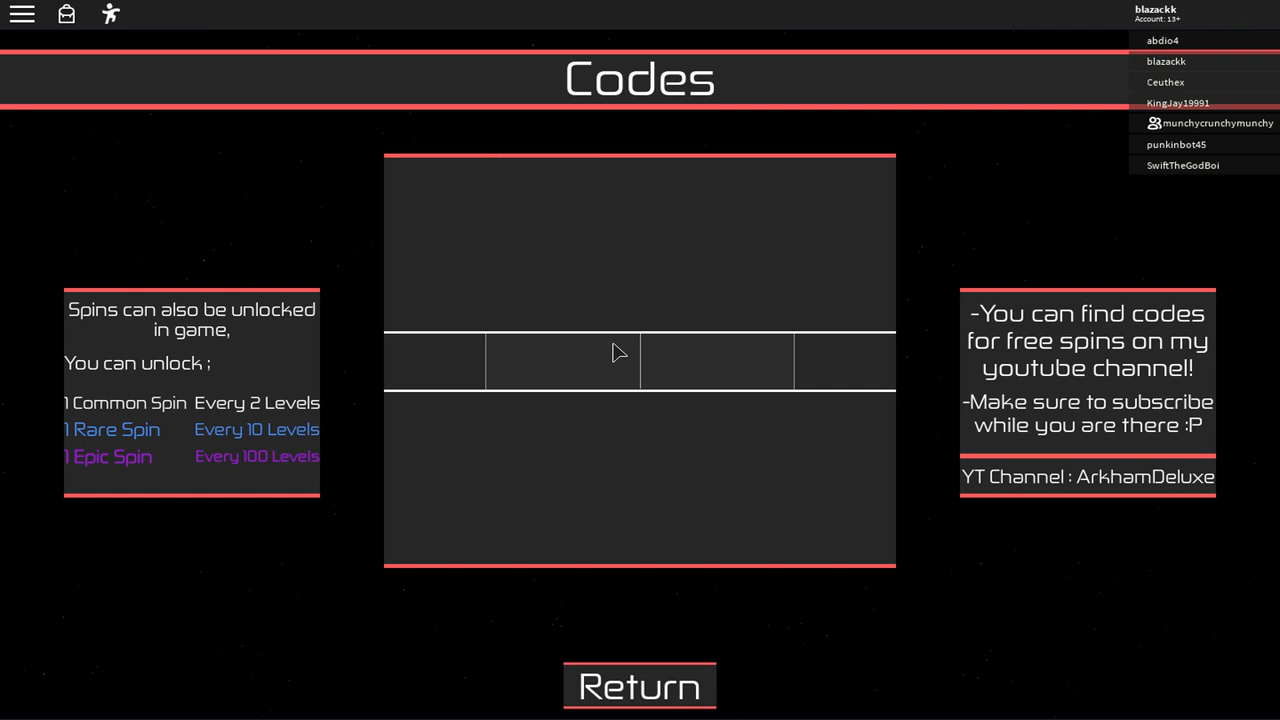 blazackk
Account: 13+
abdio4
blazackk
Ceuthex
KingJay19991
munchycrunchymunchy
punkinbot45
SwiftTheGodBoi
Codes
Spins can also be unlocked
in game,
You can unlock ;
1 Common Spin Every 2 Levels
1 Rare Spin Every 10 Levels
1 Epic Spin Every 100 Levels
-You can find codes
for free spins on my
youtube channel!
-Make sure to subscribe
while you are there :P
YT Channel : ArkhamDeluxe
Return